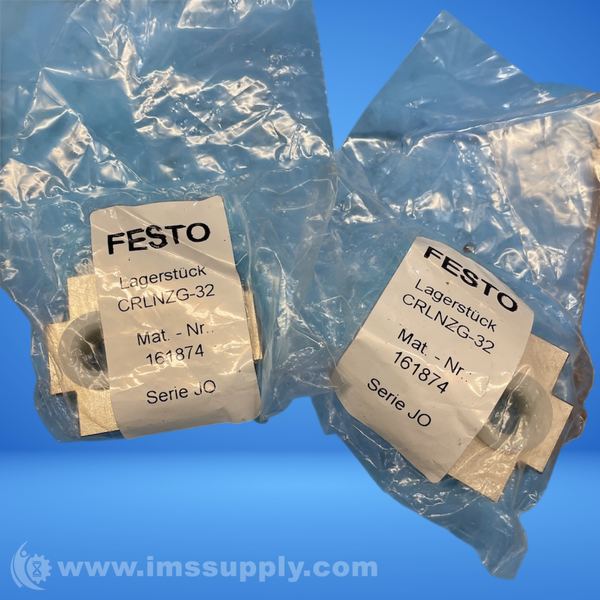 FESTO
Lagerstück
CRLNZG-32
Mat. - Nr.:
161874
Serie JO
FESTO
Lagerstück
CRLNZG-32
Mat. - Nr.:
161874
Serie JO
www.imssupply.com